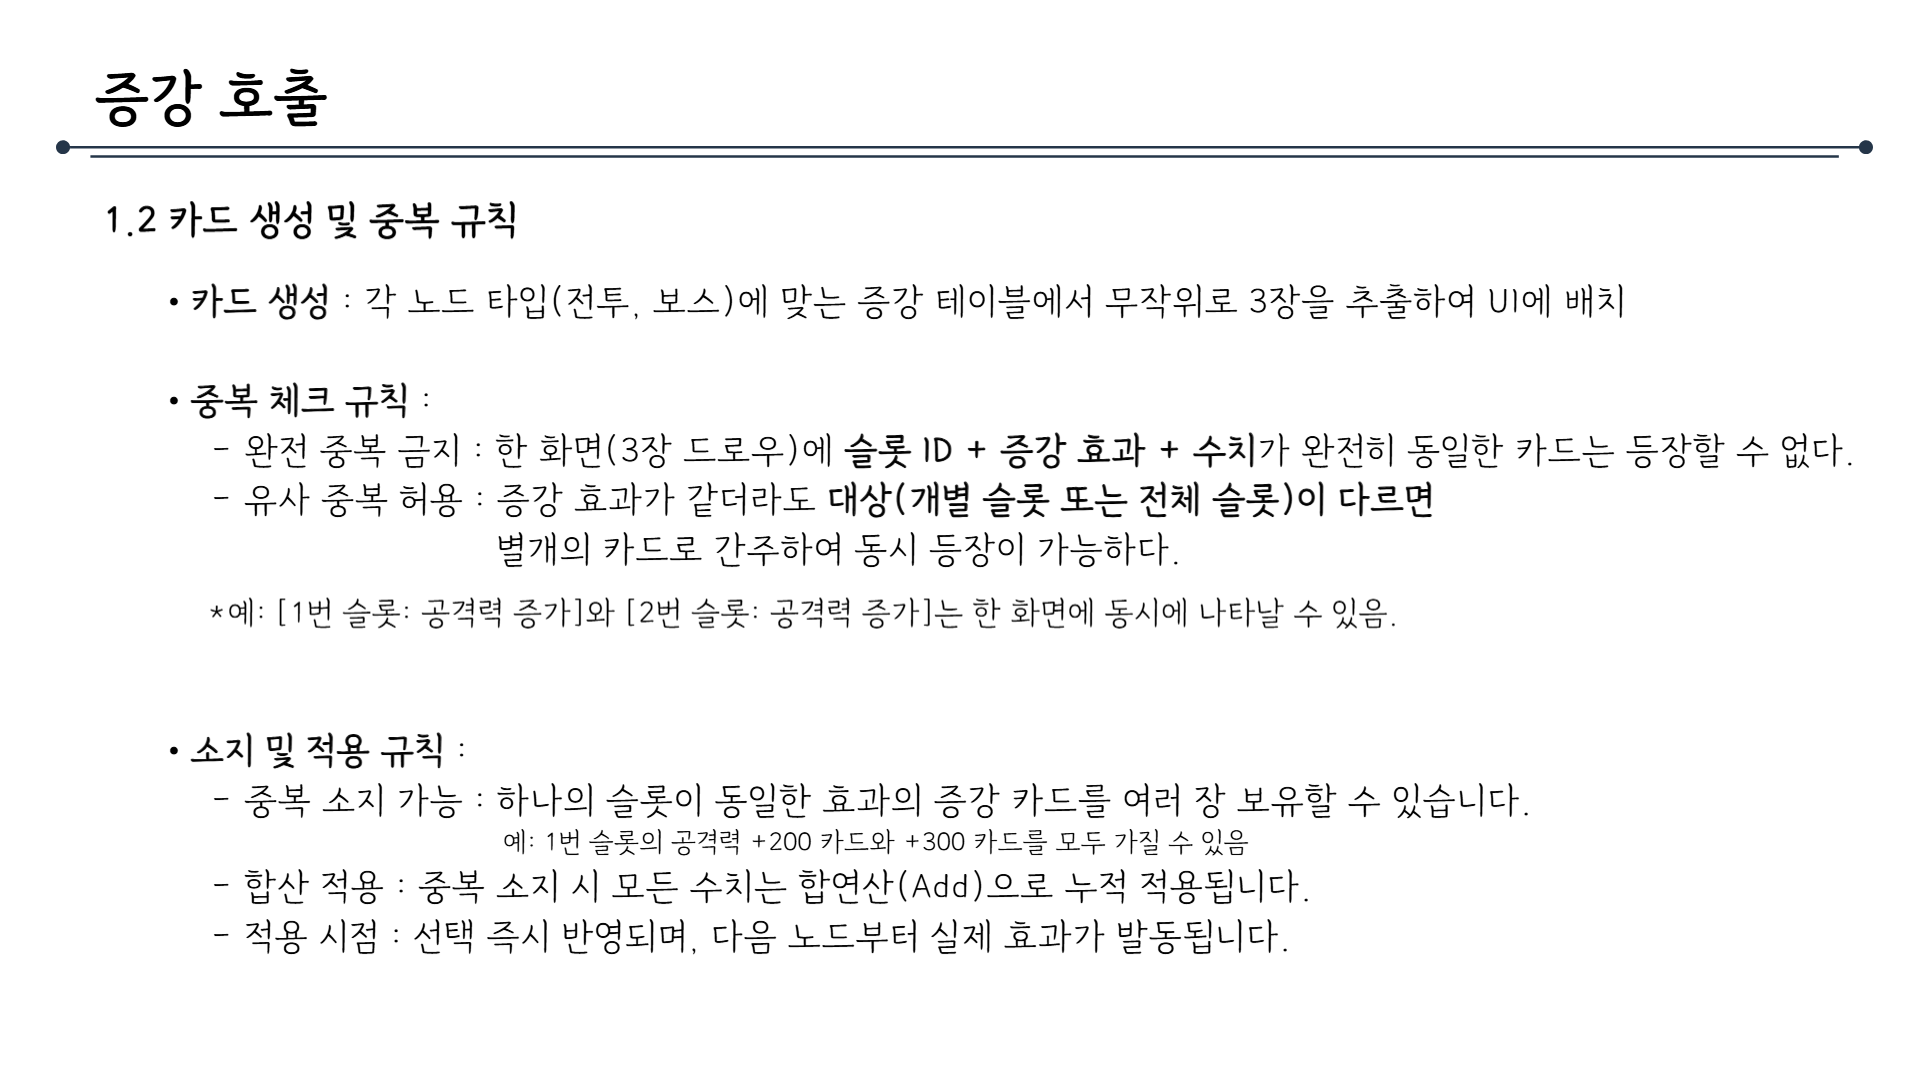 증강 호출
1.2 카드 생성 및 중복 규칙
• 카드 생성 : 각 노드 타입(전투, 보스)에 맞는 증강 테이블에서 무작위로 3장을 추출하여 UI에 배치
• 중복 체크 규칙 :
- 완전 중복 금지 : 한 화면(3장 드로우)에 슬롯 ID + 증강 효과 + 수치가 완전히 동일한 카드는 등장할 수 없다.
- 유사 중복 허용 : 증강 효과가 같더라도 대상(개별 슬롯 또는 전체 슬롯)이 다르면
별개의 카드로 간주하여 동시 등장이 가능하다.
*예: [1번 슬롯: 공격력 증가]와 [2번 슬롯: 공격력 증가]는 한 화면에 동시에 나타날 수 있음.
• 소지 및 적용 규칙 :
- 중복 소지 가능 : 하나의 슬롯이 동일한 효과의 증강 카드를 여러 장 보유할 수 있습니다.
예: 1번 슬롯의 공격력 +200 카드와 +300 카드를 모두 가질 수 있음
- 합산 적용 : 중복 소지 시 모든 수치는 합연산(Add)으로 누적 적용됩니다.
- 적용 시점 : 선택 즉시 반영되며, 다음 노드부터 실제 효과가 발동됩니다.